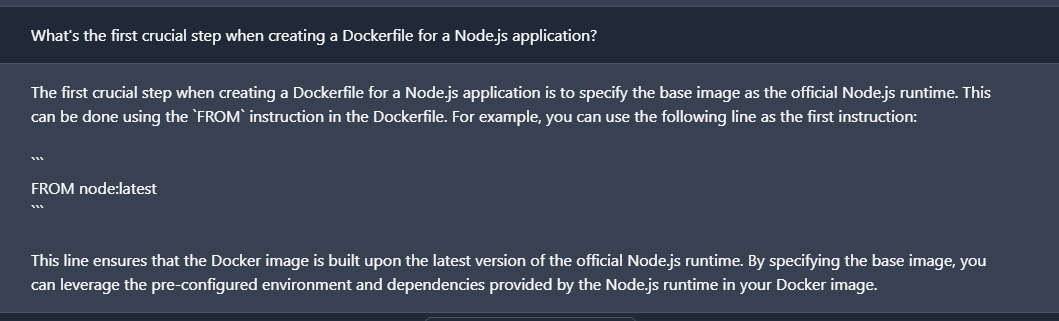 What's the first crucial step when creating a Dockerfile for a Node.js application?
The first crucial step when creating a Dockerfile for a Node.js application is to specify the base image as the official Node.js runtime. This
can be done using the `FROM` instruction in the Dockerfile. For example, you can use the following line as the first instruction:
```
FROM node:latest
```
This line ensures that the Docker image is built upon the latest version of the official Node.js runtime. By specifying the base image, you
can leverage the pre-configured environment and dependencies provided by the Node.js runtime in your Docker image.